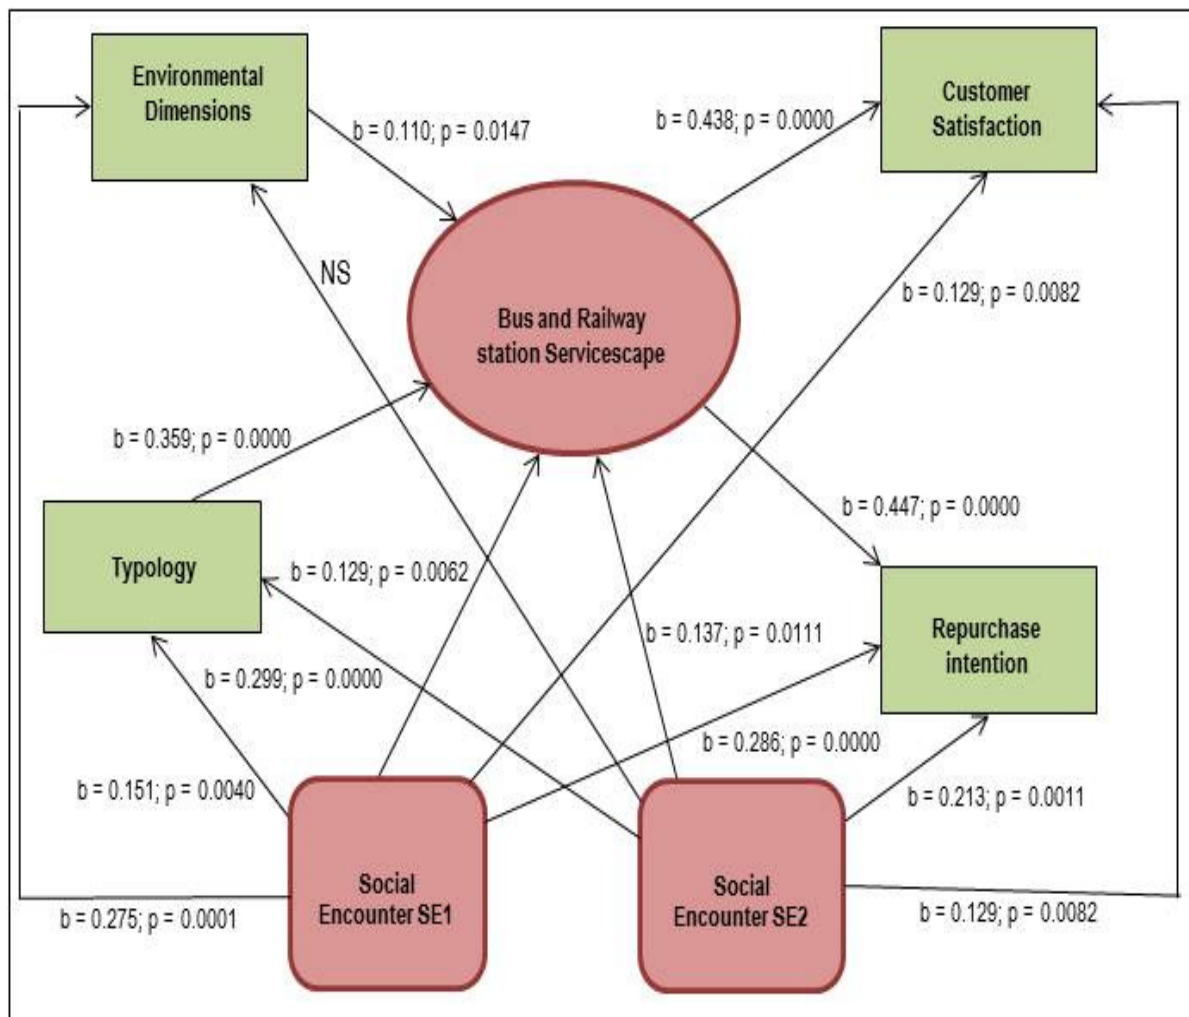 Environmental
Dimensions
Customer
Satisfaction
b = 0.110; p = 0.0147
b = 0.438; p = 0.0000
NS
b = 0.129; p = 0.0082
Bus and Railway
station Servicescape
b = 0.359; p = 0.0000
b = 0.447; p = 0.0000
Typology
b = 0.129; p = 0.0062
b = 0.137; p = 0.0111
Repurchase
intention
b = 0.299; p = 0.0000
b = 0.286; p = 0.0000
b = 0.151; p = 0.0040
b = 0.213; p = 0.0011
Social
Encounter SE1
Social
Encounter SE2
b = 0.275; p = 0.0001
b = 0.129; p = 0.0082